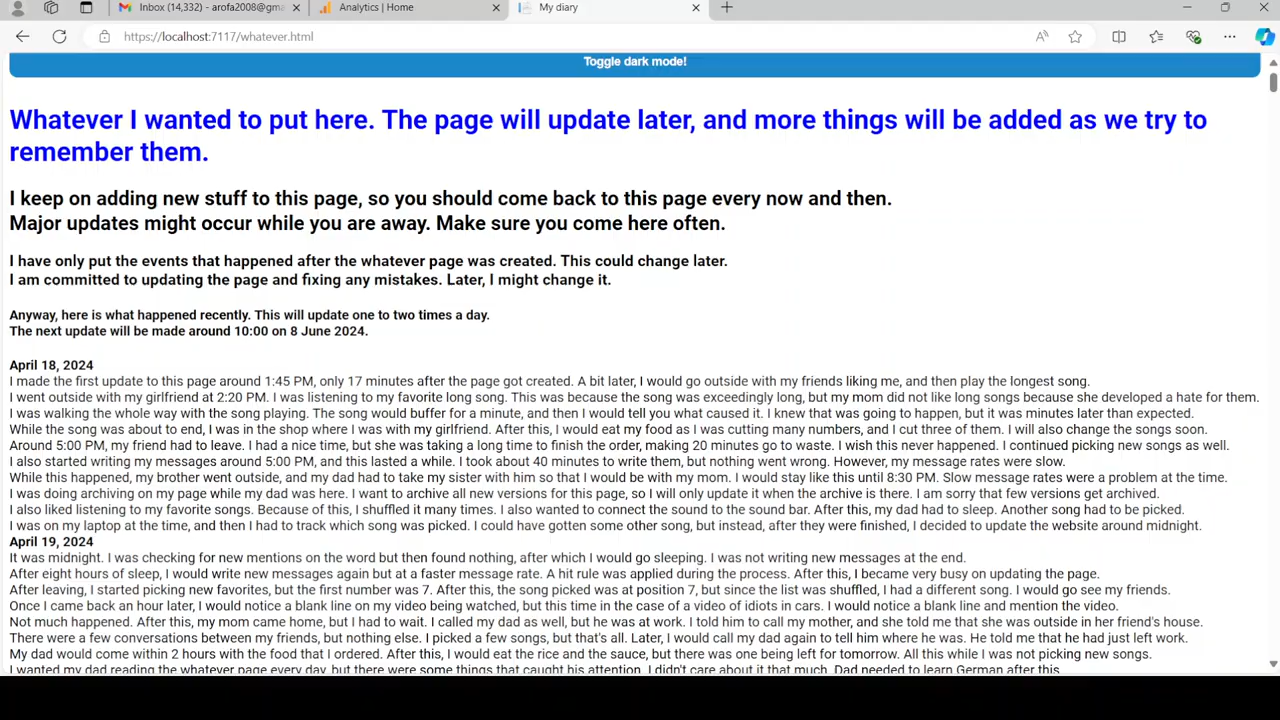 Inbox (14,332) - arofa2008@gma
Analytics | Home
My diary
https://localhost:7117/whatever.html
Toggle dark mode!
Whatever I wanted to put here. The page will update later, and more things will be added as we try to
remember them.
I keep on adding new stuff to this page, so you should come back to this page every now and then.
Major updates might occur while you are away. Make sure you come here often.
I have only put the events that happened after the whatever page was created. This could change later.
I am committed to updating the page and fixing any mistakes. Later, I might change it.
Anyway, here is what happened recently. This will update one to two times a day.
The next update will be made around 10:00 on 8 June 2024.
April 18, 2024
I made the first update to this page around 1:45 PM, only 17 minutes after the page got created. A bit later, I would go outside with my friends liking me, and then play the longest song.
I went outside with my girlfriend at 2:20 PM. I was listening to my favorite long song. This was because the song was exceedingly long, but my mom did not like long songs because she developed a hate for them.
I was walking the whole way with the song playing. The song would buffer for a minute, and then I would tell you what caused it. I knew that was going to happen, but it was minutes later than expected.
While the song was about to end, I was in the shop where I was with my girlfriend. After this, I would eat my food as I was cutting many numbers, and I cut three of them. I will also change the songs soon.
Around 5:00 PM, my friend had to leave. I had a nice time, but she was taking a long time to finish the order, making 20 minutes go to waste. I wish this never happened. I continued picking new songs as well.
I also started writing my messages around 5:00 PM, and this lasted a while. I took about 40 minutes to write them, but nothing went wrong. However, my message rates were slow.
While this happened, my brother went outside, and my dad had to take my sister with him so that I would be with my mom. I would stay like this until 8:30 PM. Slow message rates were a problem at the time.
I was doing archiving on my page while my dad was here. I want to archive all new versions for this page, so I will only update it when the archive is there. I am sorry that few versions get archived.
I also liked listening to my favorite songs. Because of this, I shuffled it many times. I also wanted to connect the sound to the sound bar. After this, my dad had to sleep. Another song had to be picked.
I was on my laptop at the time, and then I had to track which song was picked. I could have gotten some other song, but instead, after they were finished, I decided to update the website around midnight.
April 19, 2024
It was midnight. I was checking for new mentions on the word but then found nothing, after which I would go sleeping. I was not writing new messages at the end.
After eight hours of sleep, I would write new messages again but at a faster message rate. A hit rule was applied during the process. After this, I became very busy on updating the page.
After leaving, I started picking new favorites, but the first number was 7. After this, the song picked was at position 7, but since the list was shuffled, I had a different song. I would go see my friends.
Once I came back an hour later, I would notice a blank line on my video being watched, but this time in the case of a video of idiots in cars. I would notice a blank line and mention the video.
Not much happened. After this, my mom came home, but I had to wait. I called my dad as well, but he was at work. I told him to call my mother, and she told me that she was outside in her friend's house.
There were a few conversations between my friends, but nothing else. I picked a few songs, but that's all. Later, I would call my dad again to tell him where he was. He told me that he had just left work.
My dad would come within 2 hours with the food that I ordered. After this, I would eat the rice and the sauce, but there was one being left for tomorrow. All this while I was not picking new songs.
I wanted my dad reading the whatever page every day, but there were some things that caught his attention. I didn't care about it that much. Dad needed to learn German after this.